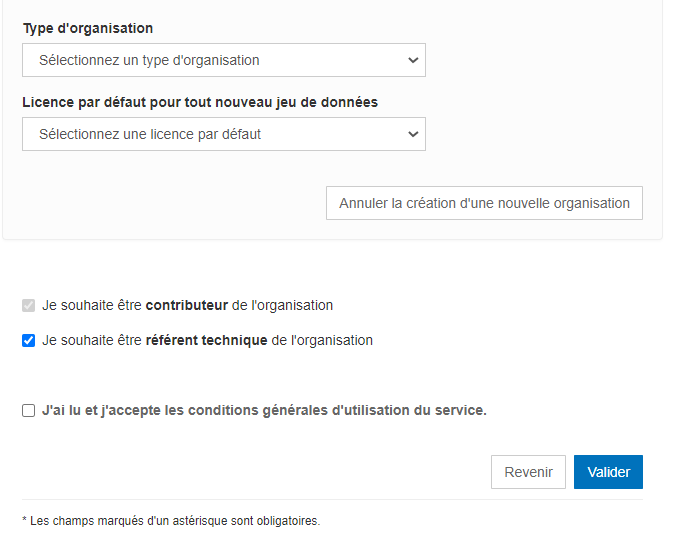 Type d'organisation
Sélectionnez un type d'organisation
Licence par défaut pour tout nouveau jeu de données
Sélectionnez une licence par défaut
Annuler la création d'une nouvelle organisation
Je souhaite être contributeur de l'organisation
Je souhaite être référent technique de l'organisation
J'ai lu et j'accepte les conditions générales d'utilisation du service.
Revenir Valider
* Les champs marqués d'un astérisque sont obligatoires.